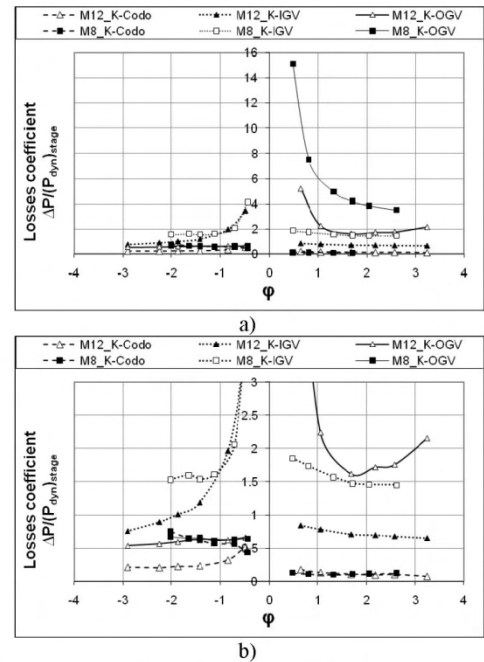 M12_K-Codo M12_K-IGV M12_K-OGV
M8_K-Codo M8_K-IGV M8_K-OGV
Losses coefficient
ΔP/(Pdyn)stage
16
14
12
10
8
6
4
2
0
-4 -3 -2 -1 0 1 2 3 4
φ
a)
M12_K-Codo M12_K-IGV M12_K-OGV
M8_K-Codo M8_K-IGV M8_K-OGV
Losses coefficient
ΔP/(Pdyn)stage
3
2.5
2
1.5
1
0.5
0
-4 -3 -2 -1 0 1 2 3 4
φ
b)